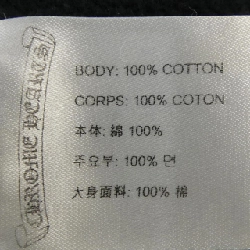 CHROME HEARTS
BODY: 100% COTTON
CORPS: 100% COTON
本体: 綿 100%
주요부: 100% 면
大身面料: 100% 棉